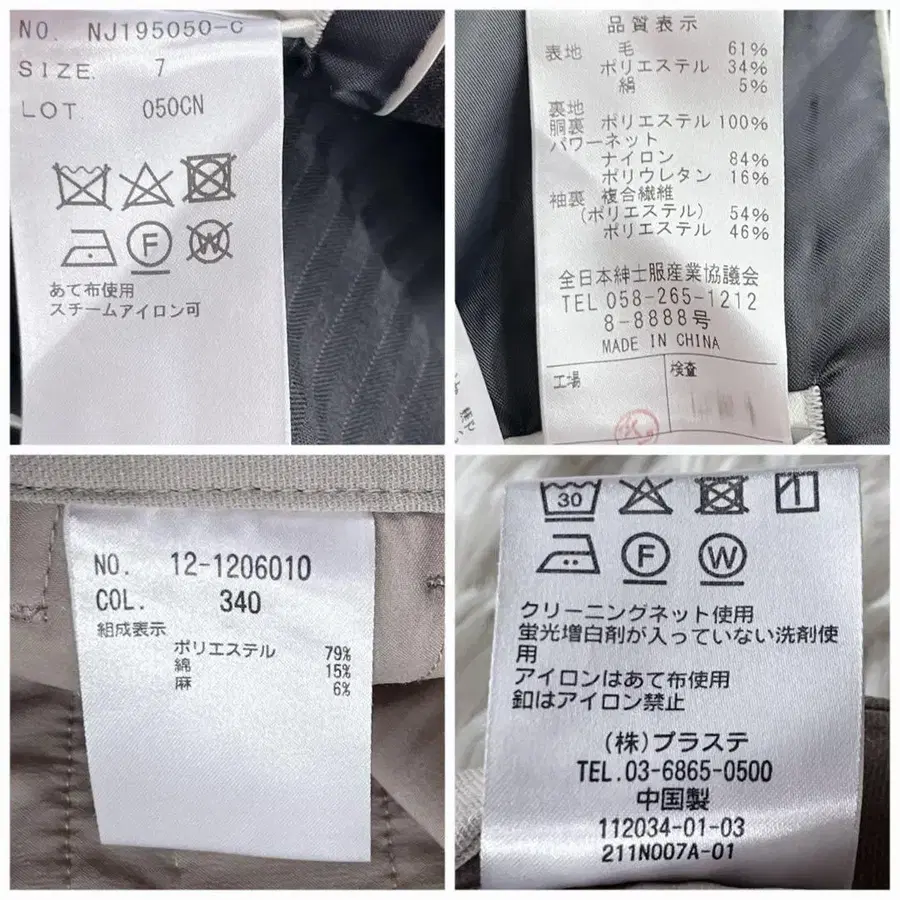 NO. NJ195050-C
SIZE. 7
LOT 050CN
F
W
あて布使用
スチームアイロン可
品質表示
表地 毛 61%
ポリエステル 34%
絹 5%
裏地
胴裏 ポリエステル 100%
パワーネット
ナイロン 84%
ポリウレタン 16%
袖裏 複合繊維
(ポリエステル) 54%
ポリエステル 46%
全日本紳士服産業協議会
TEL 058-265-1212
8-8888号
MADE IN CHINA
工場 検査
NO. 12-1206010
COL. 340
組成表示
ポリエステル 79%
綿 15%
麻 6%
30
F
W
クリーニングネット使用
蛍光増白剤が入っていない洗剤使
用
アイロンはあて布使用
釦はアイロン禁止
(株)プラステ
TEL.03-6865-0500
中国製
112034-01-03
211N007A-01